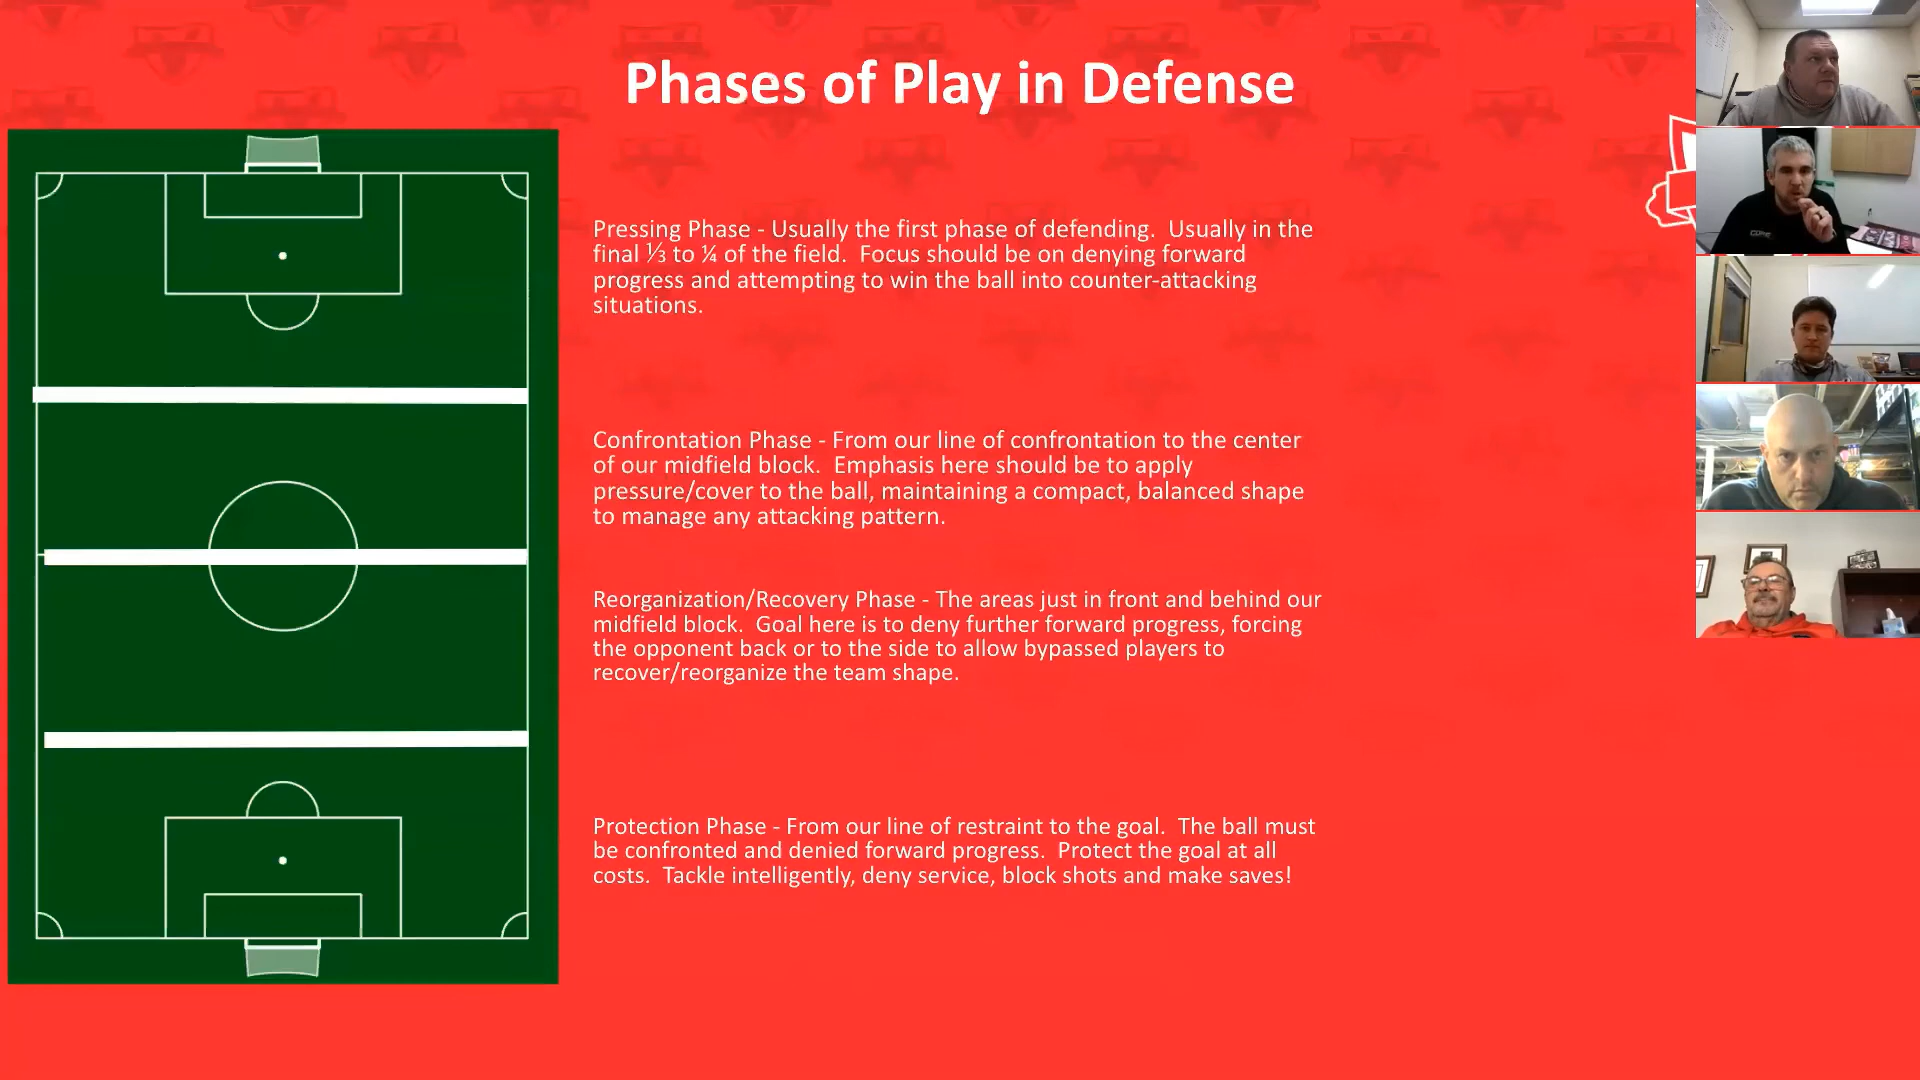 Phases of Play in Defense
Pressing Phase - Usually the first phase of defending.  Usually in the
final ⅓ to ¼ of the field.  Focus should be on denying forward
progress and attempting to win the ball into counter-attacking
situations.
Confrontation Phase - From our line of confrontation to the center
of our midfield block.  Emphasis here should be to apply
pressure/cover to the ball, maintaining a compact, balanced shape
to manage any attacking pattern.
Reorganization/Recovery Phase - The areas just in front and behind our
midfield block.  Goal here is to deny further forward progress, forcing
the opponent back or to the side to allow bypassed players to
recover/reorganize the team shape.
Protection Phase - From our line of restraint to the goal.  The ball must
be confronted and denied forward progress.  Protect the goal at all
costs.  Tackle intelligently, deny service, block shots and make saves!